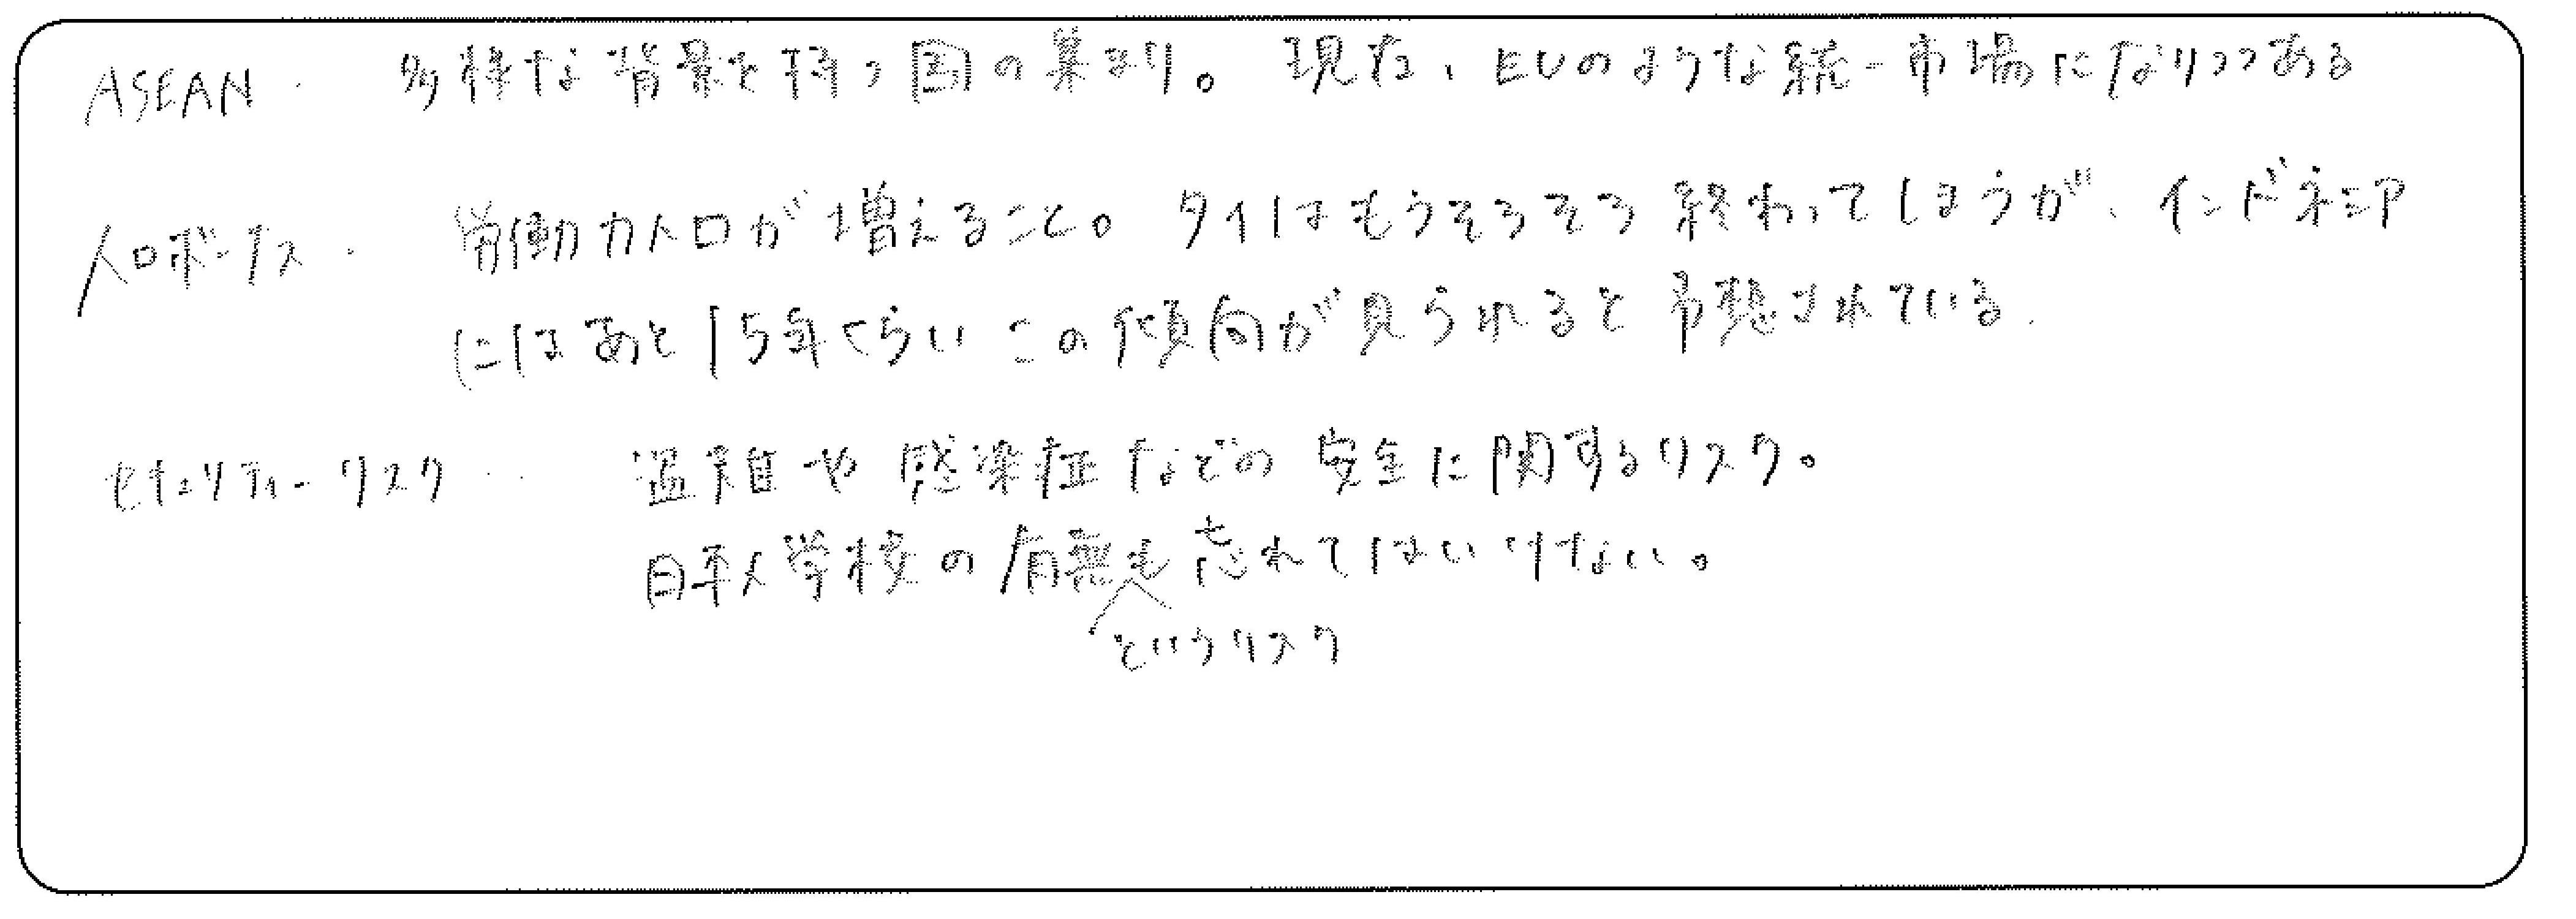 ASEAN ・ 多様な背景を持つ国の集まり。現在、EUのような統一市場になりつつある
人口ボーナス ・ 労働力人口が増えること。タイはもうそろそろ終わってしまうが、インドネシア
にはあと15年くらいこの傾向が見られると予想されている.
セキュリティーリスク ‥ 盗難や感染症などの安全に関するリスク。
日本人学校の有無も忘れてはいけない。
というリスク